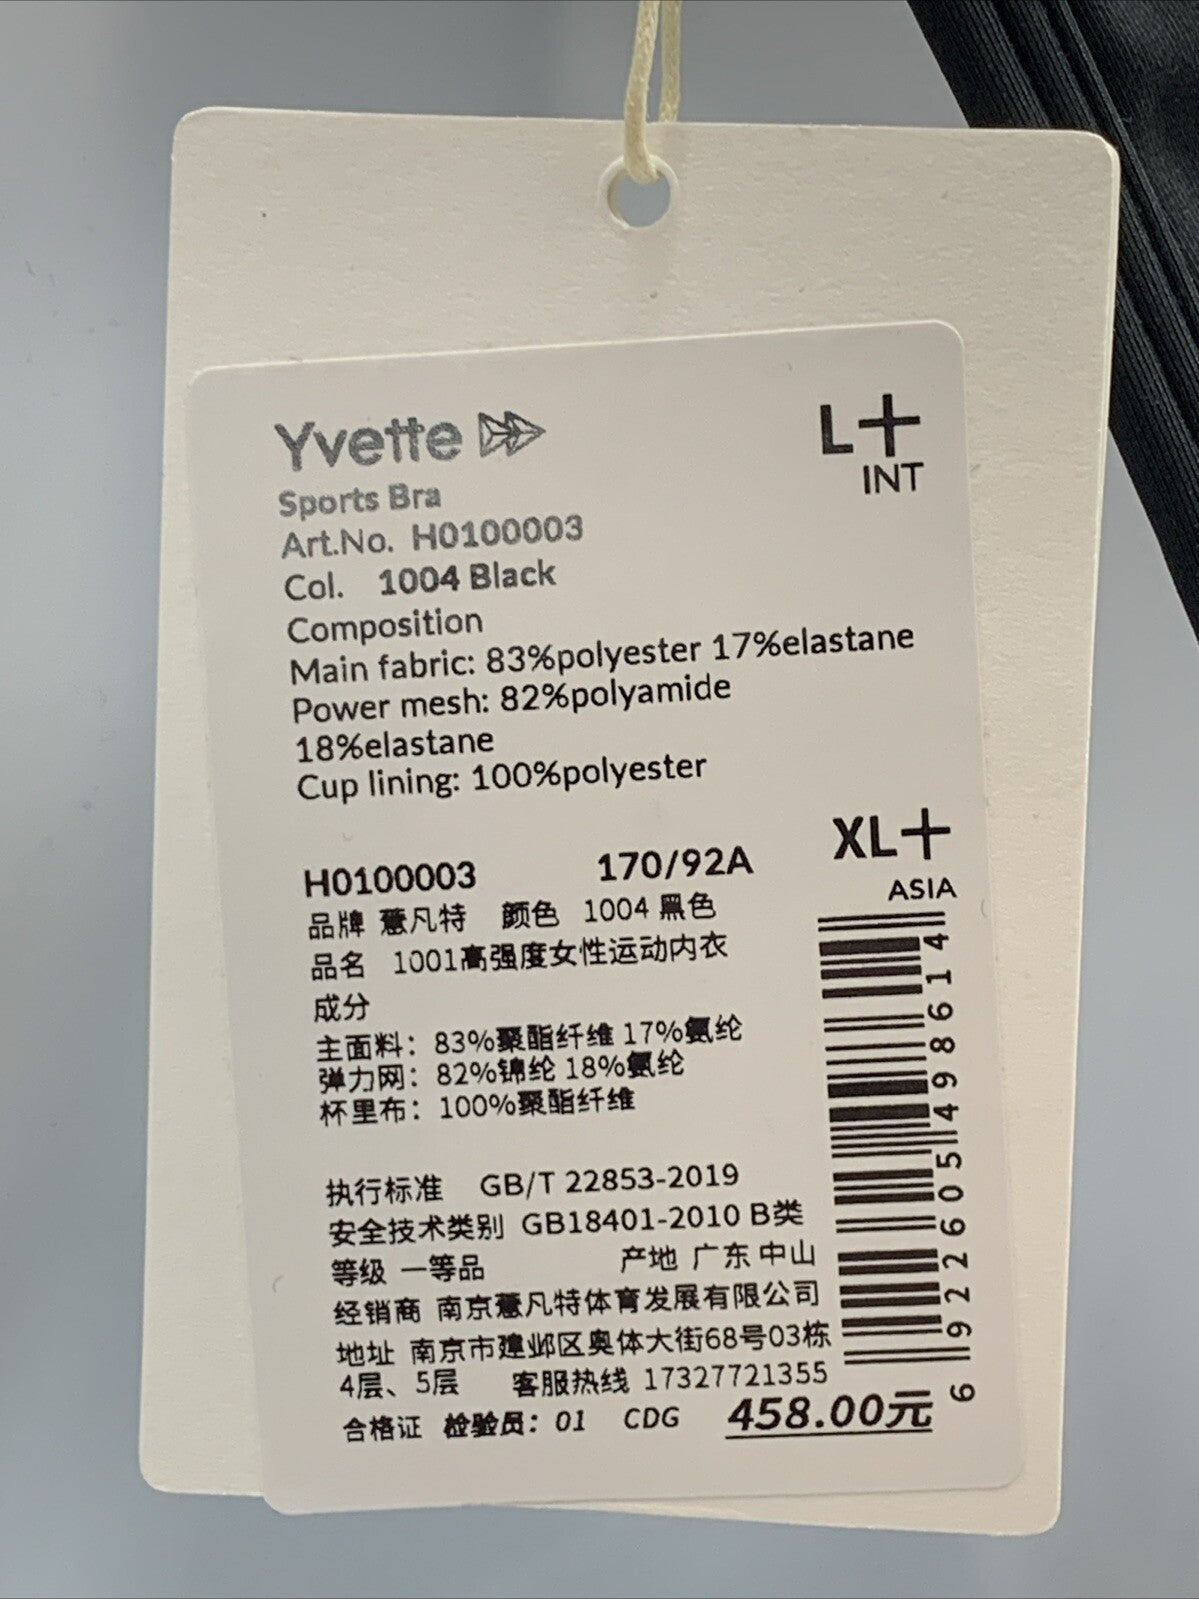 Yvette
L+
INT
Sports Bra
Art.No. H0100003
Col. 1004 Black
Composition
Main fabric: 83%polyester 17%elastane
Power mesh: 82%polyamide
18%elastane
Cup lining: 100%polyester
XL+
ASIA
H0100003 170/92A
品牌 薏凡特 颜色 1004 黑色
品名 1001高强度女性运动内衣
成分
主面料：83%聚酯纤维 17%氨纶
弹力网：82%锦纶 18%氨纶
杯里布：100%聚酯纤维
执行标准 GB/T 22853-2019
安全技术类别 GB18401-2010 B类
等级 一等品 产地 广东 中山
经销商 南京薏凡特体育发展有限公司
地址 南京市建邺区奥体大街68号03栋
4层、5层 客服热线 17327721355
合格证 检验员：01 CDG 458.00元
6922605498614